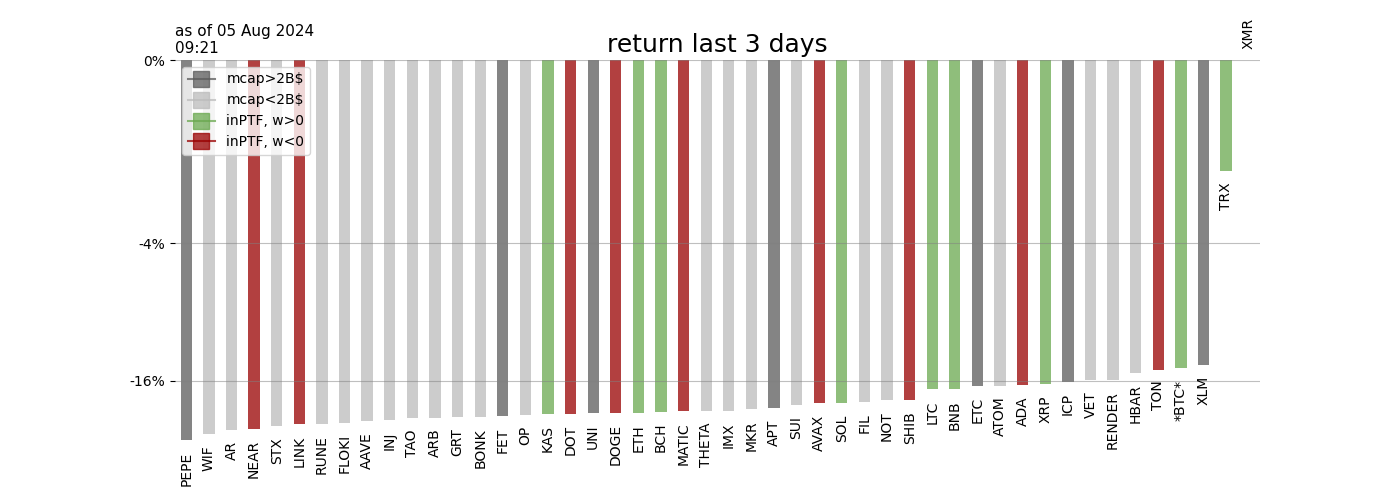 as of 05 Aug 2024
09:21
return last 3 days
XMR
0%
-4%
-16%
mcap>2B$
mcap<2B$
inPTF, w>0
inPTF, w<0
PEPE
WIF
AR
NEAR
STX
LINK
RUNE
FLOKI
AAVE
INJ
TAO
ARB
GRT
BONK
FET
OP
KAS
DOT
UNI
DOGE
ETH
BCH
MATIC
THETA
IMX
MKR
APT
SUI
AVAX
SOL
FIL
NOT
SHIB
LTC
BNB
ETC
ATOM
ADA
XRP
ICP
VET
RENDER
HBAR
TON
*BTC*
XLM
TRX